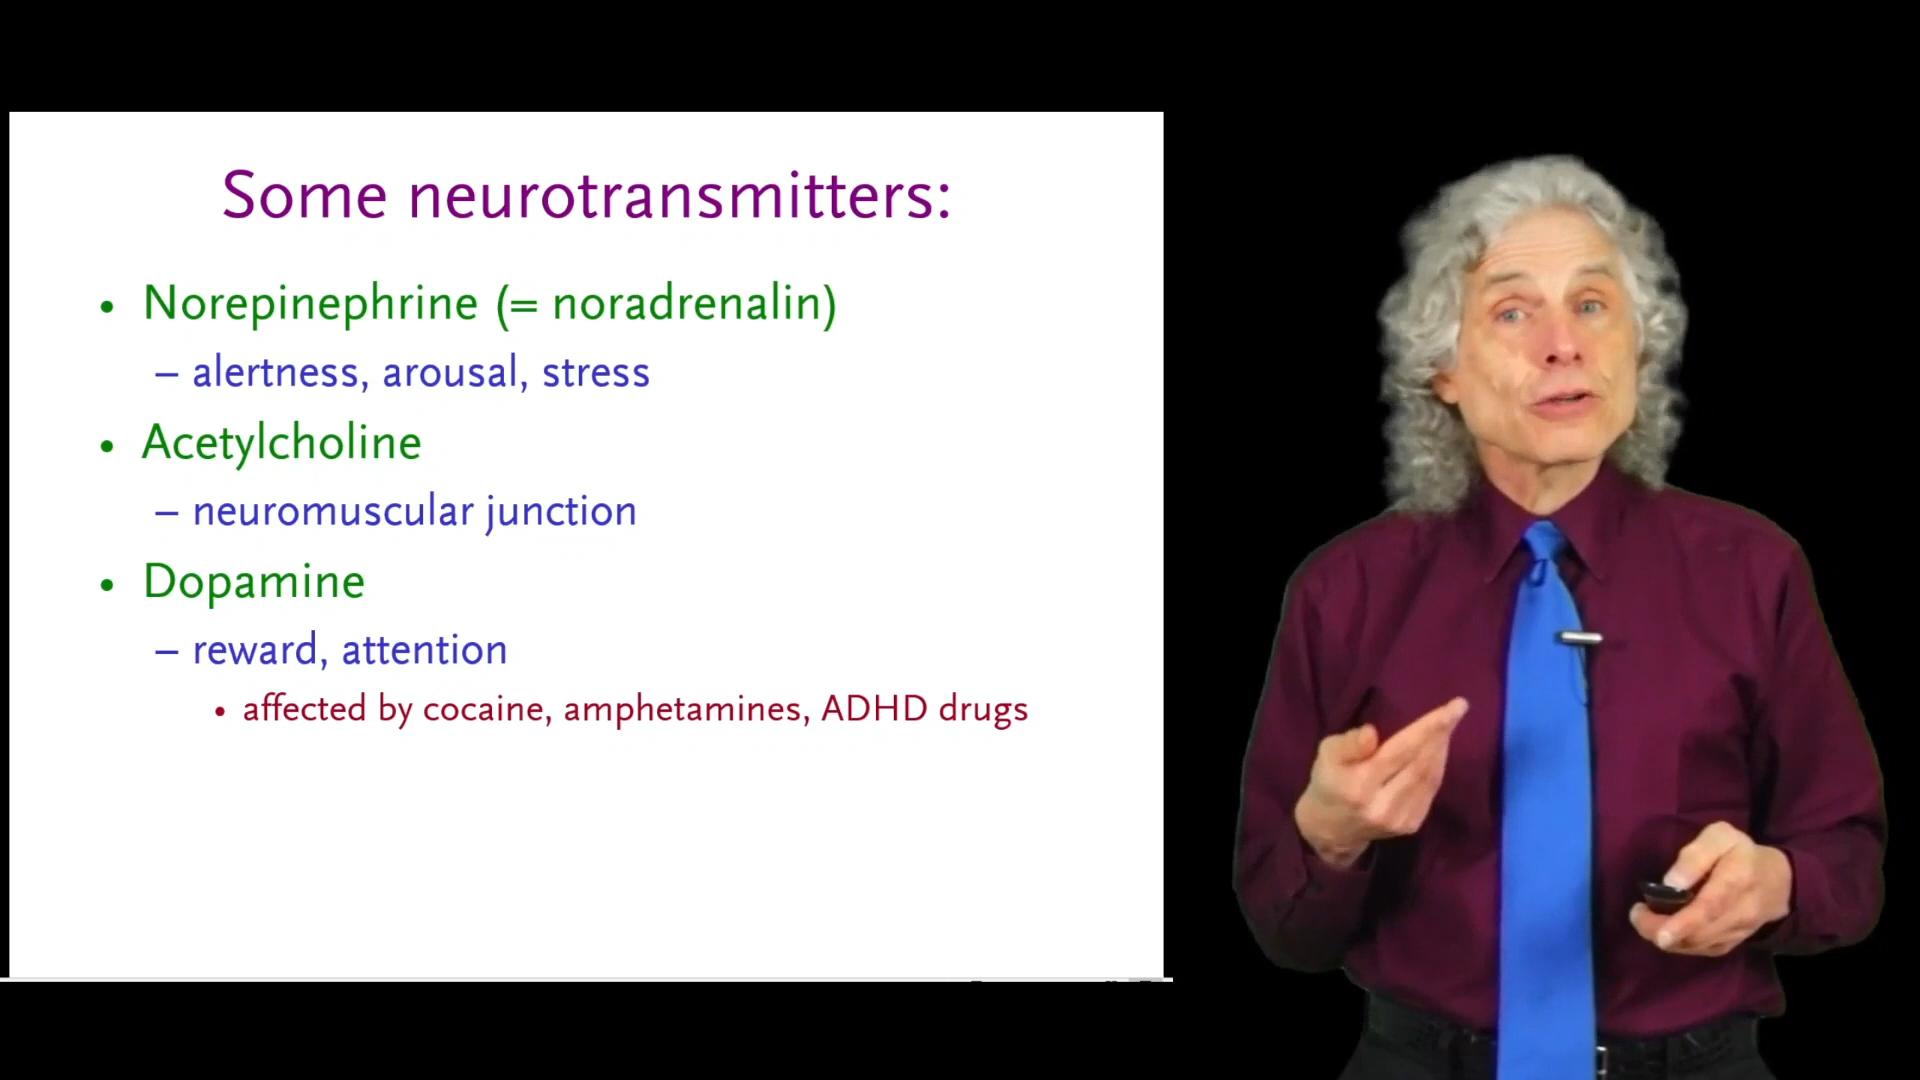 Some neurotransmitters:
• Norepinephrine (= noradrenalin)
– alertness, arousal, stress
• Acetylcholine
– neuromuscular junction
• Dopamine
– reward, attention
• affected by cocaine, amphetamines, ADHD drugs